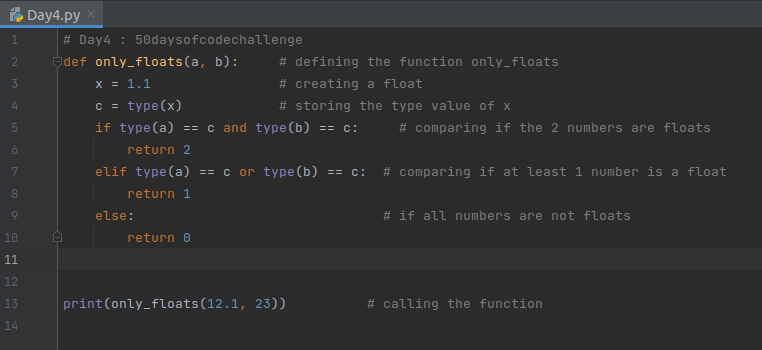 Day4.py
1 # Day4 : 50daysofcodechallenge
2 def only_floats(a, b):     # defining the function only_floats
3     x = 1.1                # creating a float
4     c = type(x)            # storing the type value of x
5     if type(a) == c and type(b) == c:     # comparing if the 2 numbers are floats
6         return 2
7     elif type(a) == c or type(b) == c:  # comparing if at least 1 number is a float
8         return 1
9     else:                               # if all numbers are not floats
10         return 0
11
12
13 print(only_floats(12.1, 23))          # calling the function
14